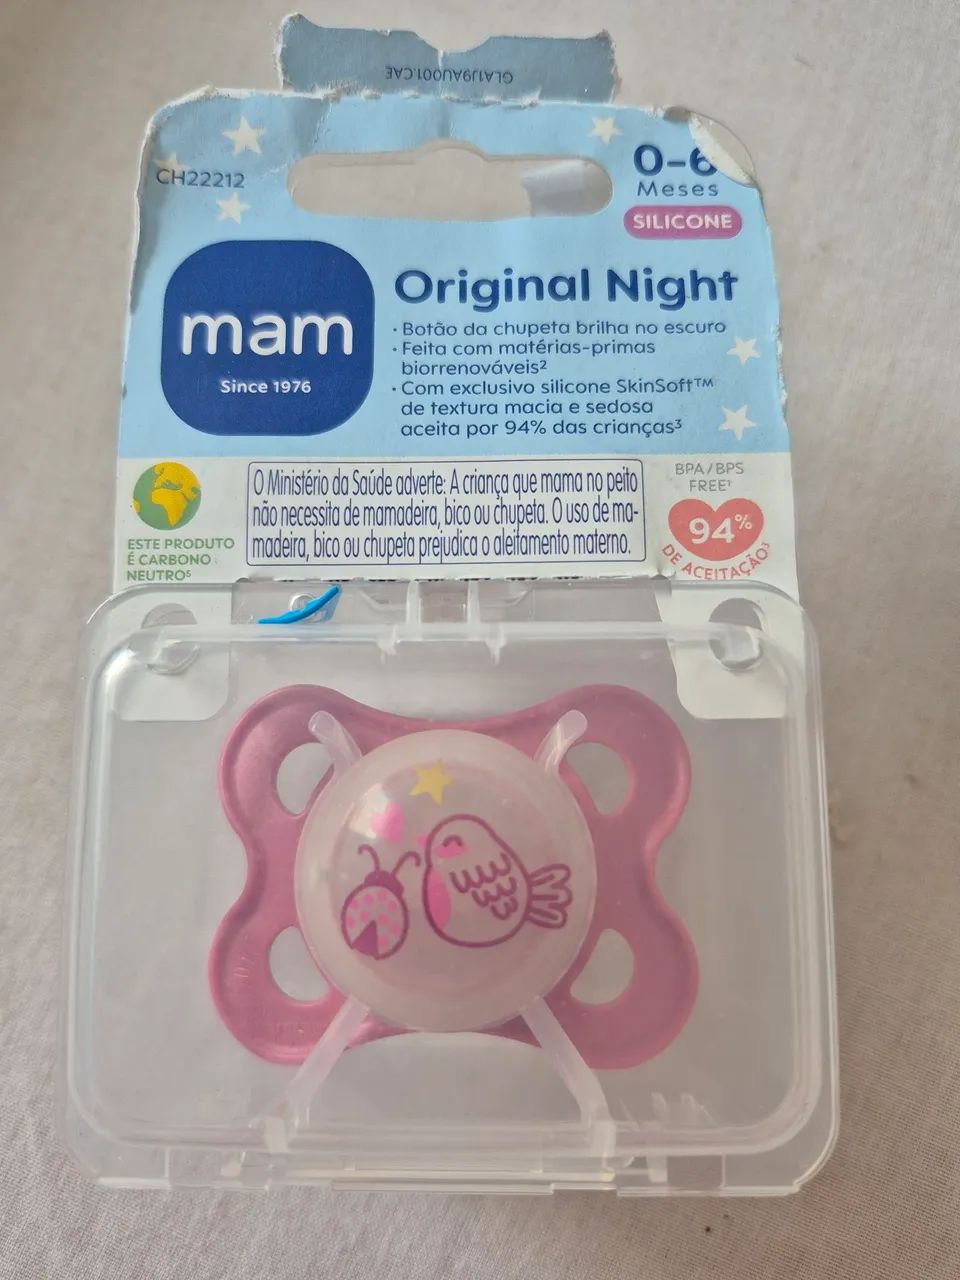 GLA1J9AU001.CAE
CH22212
0-6
Meses
SILICONE
mam
Since 1976
Original Night
• Botão da chupeta brilha no escuro
• Feita com matérias-primas
biorrenováveis²
• Com exclusivo silicone SkinSoft™
de textura macia e sedosa
aceita por 94% das crianças³
ESTE PRODUTO
É CARBONO
NEUTRO⁵
O Ministério da Saúde adverte: A criança que mama no peito
não necessita de mamadeira, bico ou chupeta. O uso de ma-
madeira, bico ou chupeta prejudica o aleitamento materno.
BPA/BPS
FREE¹
94%
DE ACEITAÇÃO³